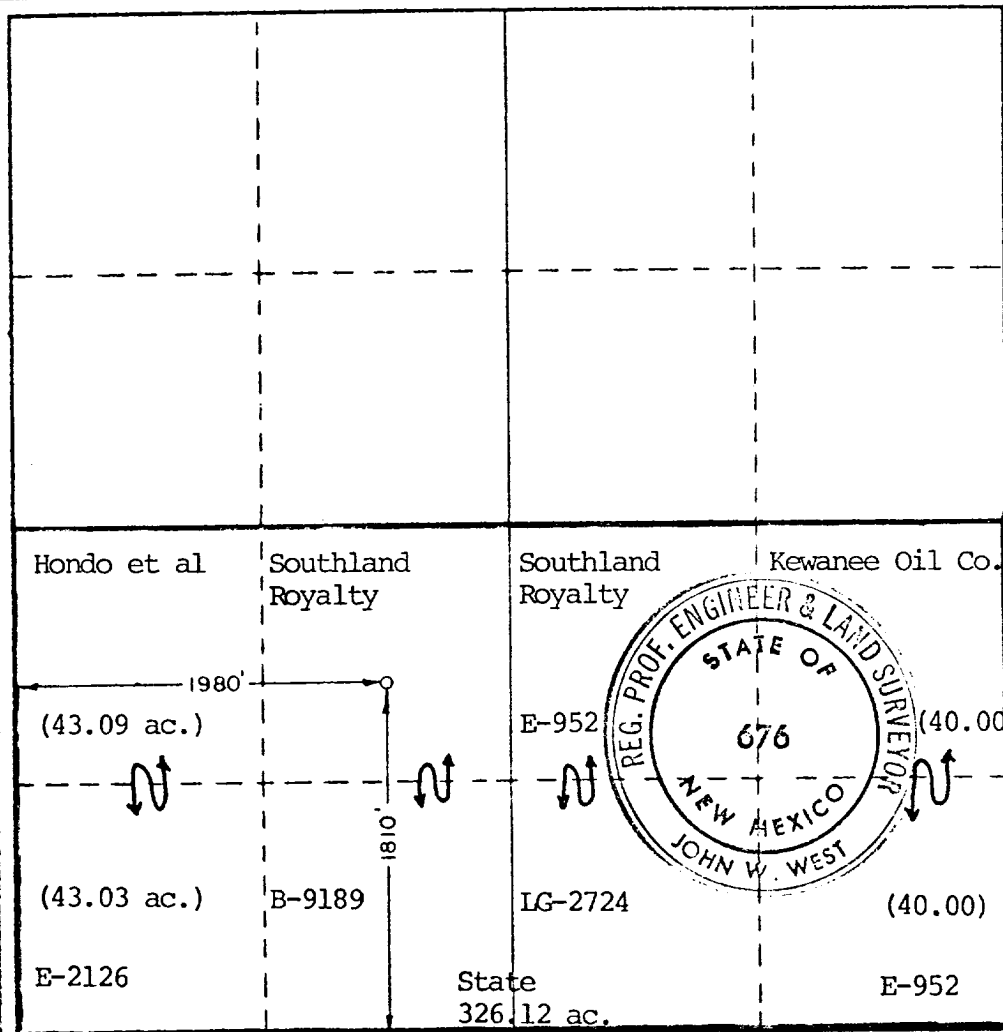 Hondo et al
Southland
Royalty
Southland
Royalty
Kewanee Oil Co.
1980'
(43.09 ac.)
E-952
(40.00
REG. PROF. ENGINEER & LAND SURVEYOR
STATE OF
676
NEW MEXICO
JOHN W. WEST
1810'
(43.03 ac.)
B-9189
LG-2724
(40.00)
E-2126
State
326.12 ac.
E-952